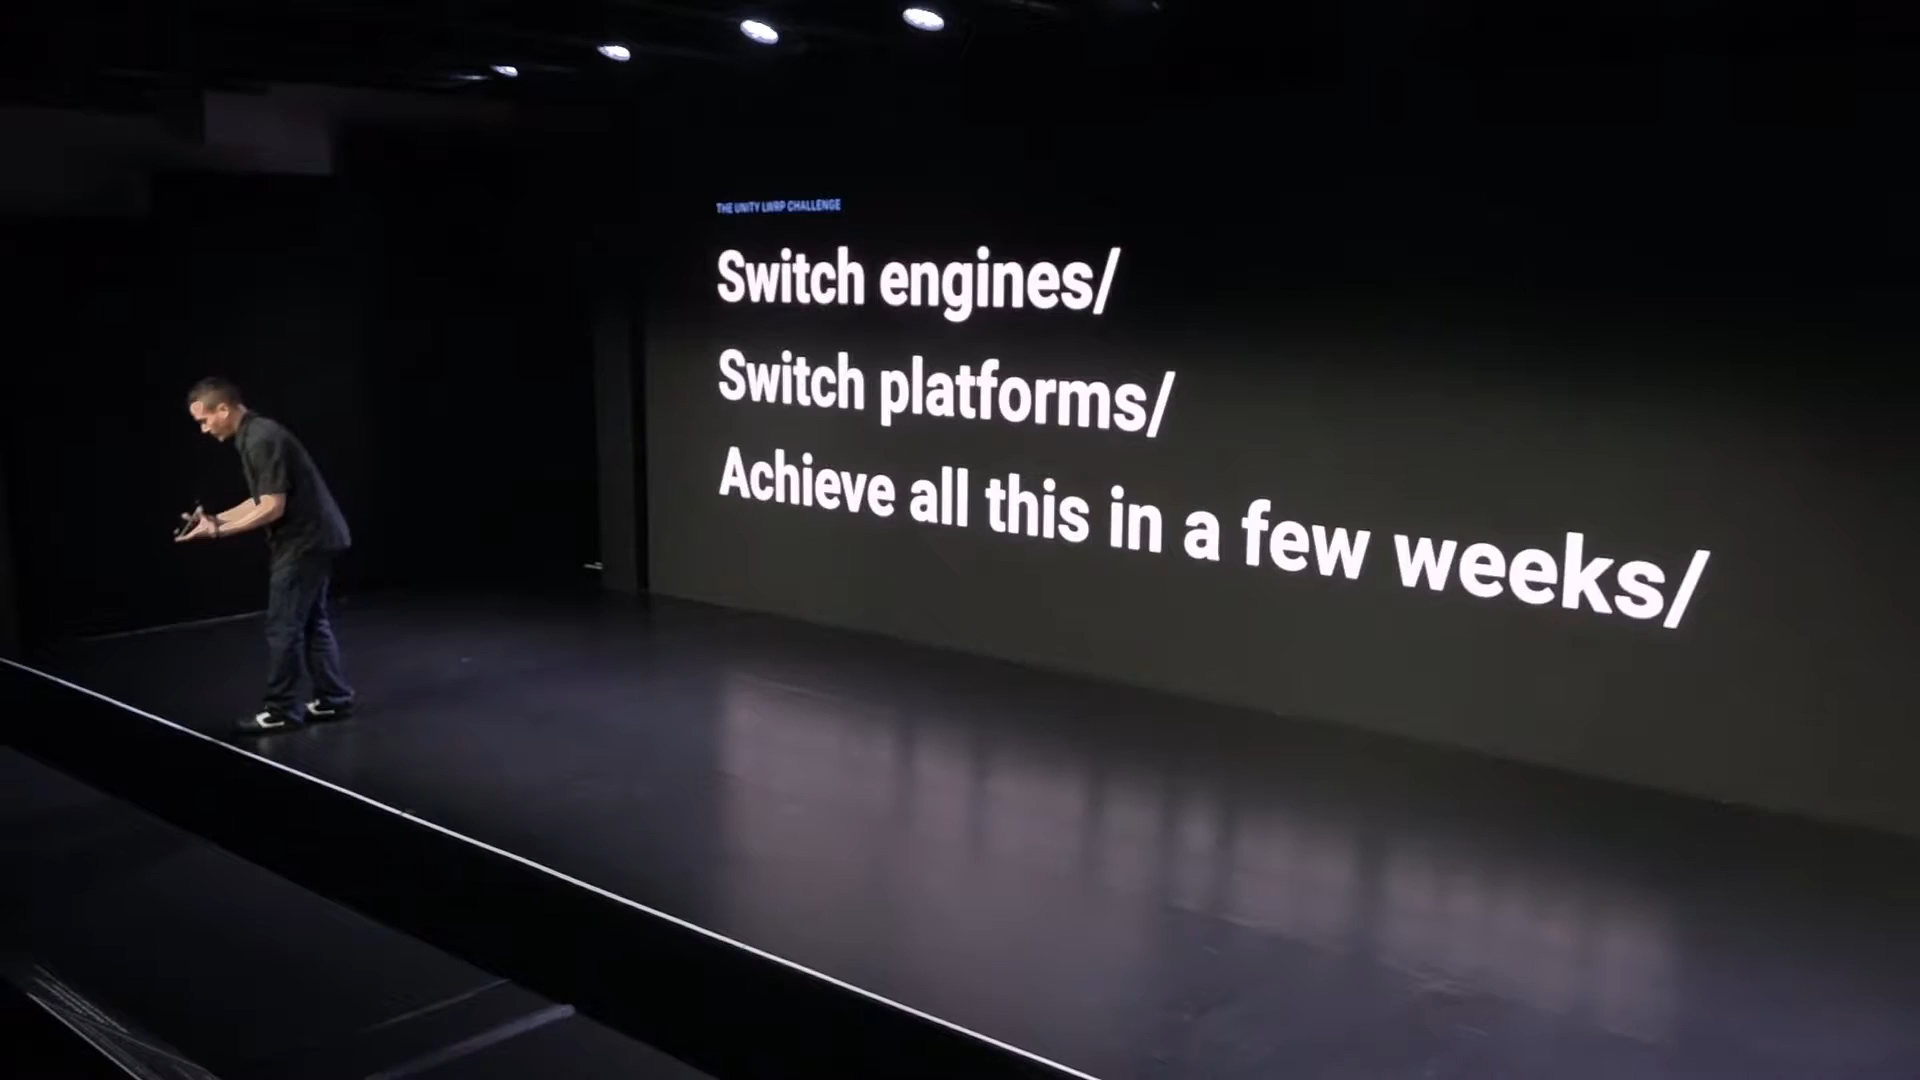 THE UNITY LWRP CHALLENGE
Switch engines/
Switch platforms/
Achieve all this in a few weeks/